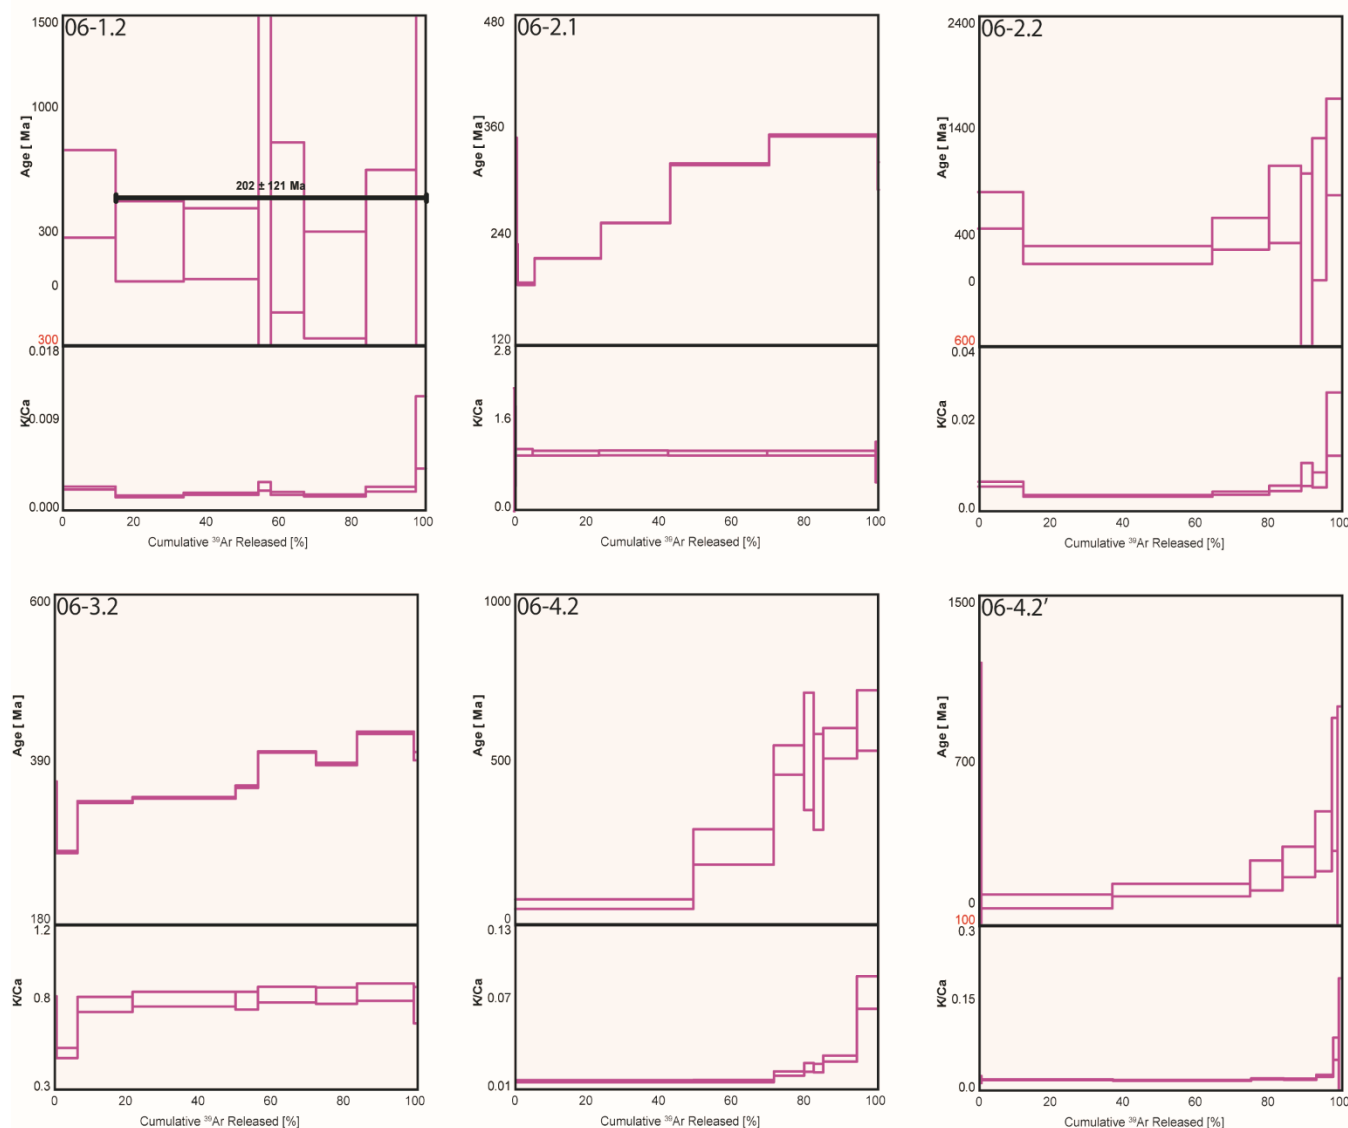 06-1.2
1500
1000
300
0
300
Age [ Ma]
202 ± 121 Ma
0.018
0.009
0.000
K/Ca
0 20 40 60 80 100
Cumulative ³⁹Ar Released [%]
06-2.1
480
360
240
120
Age [ Ma]
2.8
1.6
0.0
K/Ca
0 20 40 60 80 100
Cumulative ³⁹Ar Released [%]
06-2.2
2400
1400
400
0
600
Age [ Ma]
0.04
0.02
0.0
K/Ca
0 20 40 60 80 100
Cumulative ³⁹Ar Released [%]
06-3.2
600
390
180
Age [ Ma]
1.2
0.8
0.3
K/Ca
0 20 40 60 80 100
Cumulative ³⁹Ar Released [%]
06-4.2
1000
500
0
Age [ Ma]
0.13
0.07
0.01
K/Ca
0 20 40 60 80 100
Cumulative ³⁹Ar Released [%]
06-4.2’
1500
700
0
100
Age [ Ma]
0.3
0.15
0.0
K/Ca
0 20 40 60 80 100
Cumulative ³⁹Ar Released [%]